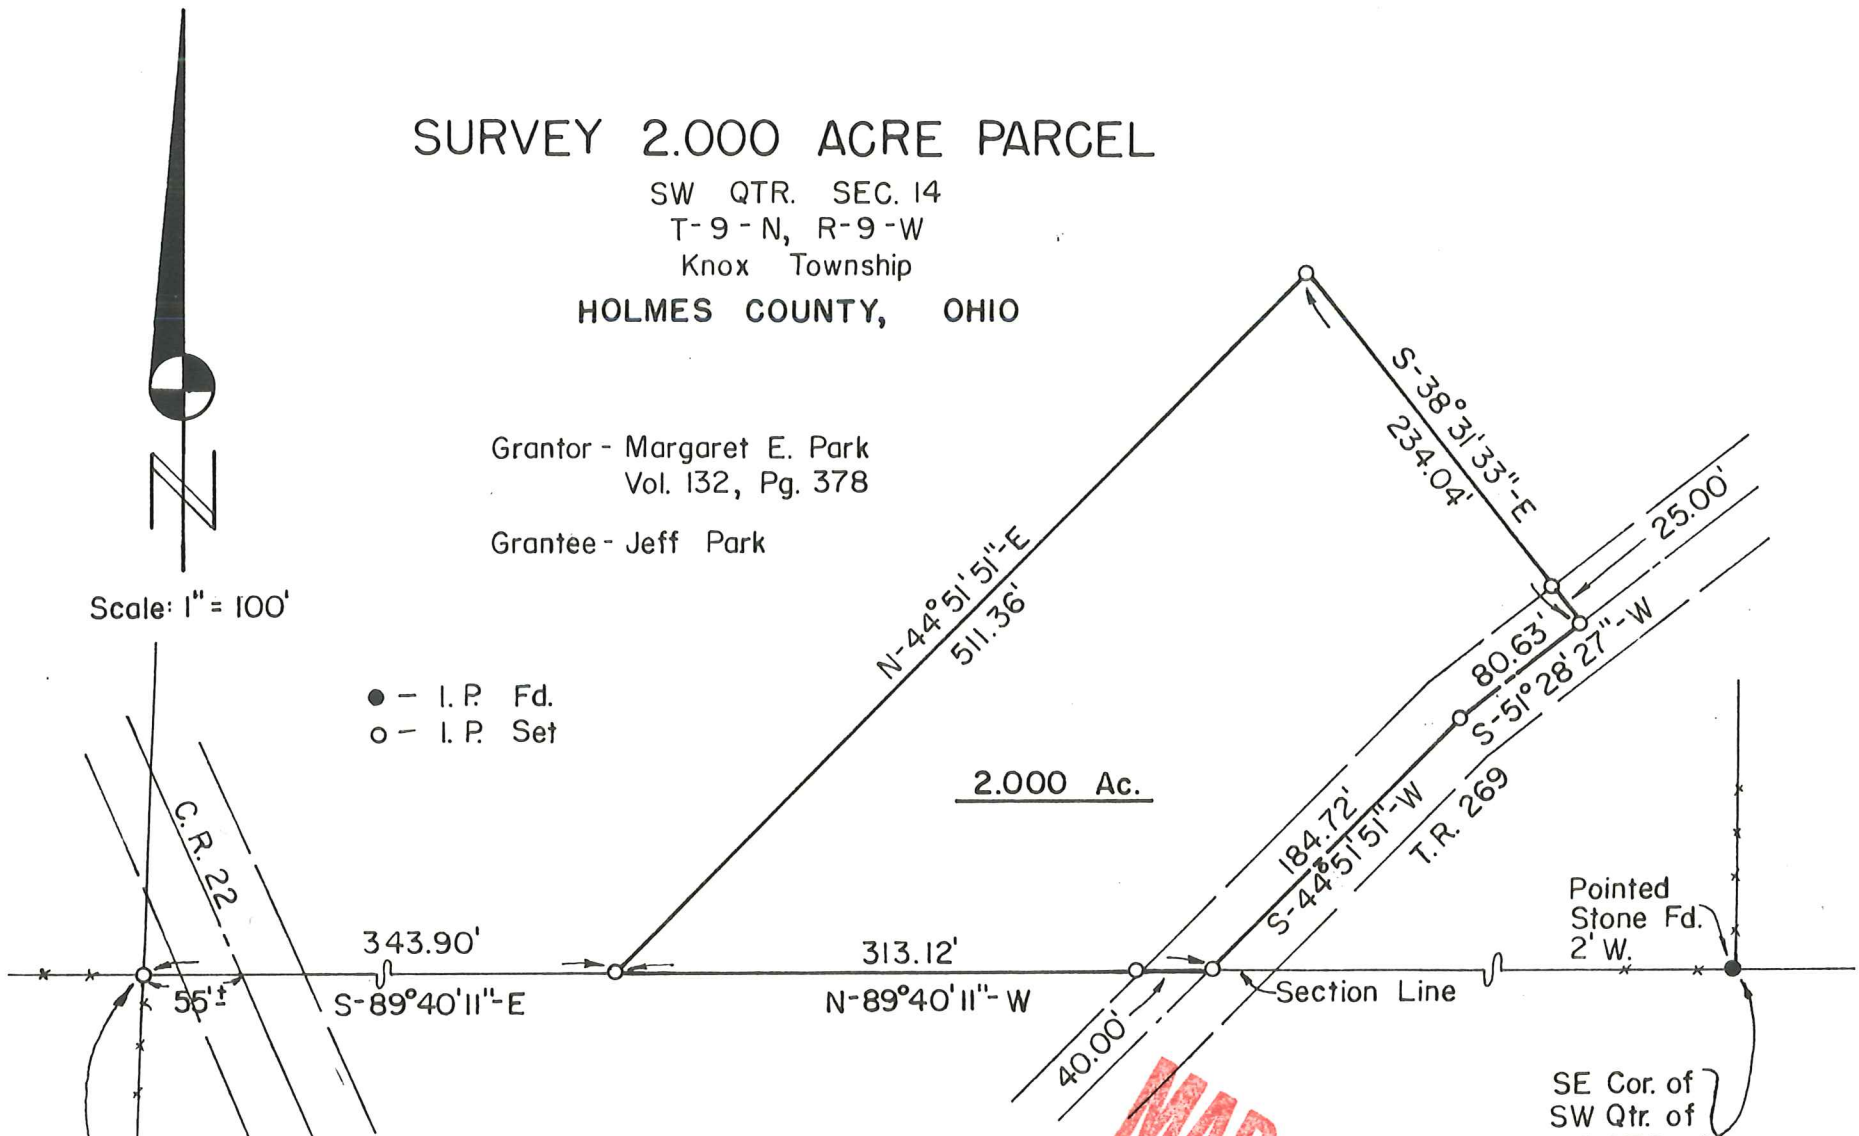 SURVEY 2.000 ACRE PARCEL
SW QTR. SEC. 14
T-9-N, R-9-W
Knox Township
HOLMES COUNTY, OHIO
Grantor - Margaret E. Park
Vol. 132, Pg. 378
Grantee - Jeff Park
N
Scale: 1" = 100'
● - I.P. Fd.
○ - I.P. Set
N-44°51'51"-E
511.36'
S-38°31'33"-E
234.04'
25.00'
80.63'
S-51°28'27"-W
184.72'
S-44°51'51"-W
T.R. 269
2.000 Ac.
C.R. 22
343.90'
55'±
S-89°40'11"-E
313.12'
N-89°40'11"-W
40.00'
Section Line
Pointed
Stone Fd.
2' W.
SE Cor. of
SW Qtr. of
MAR